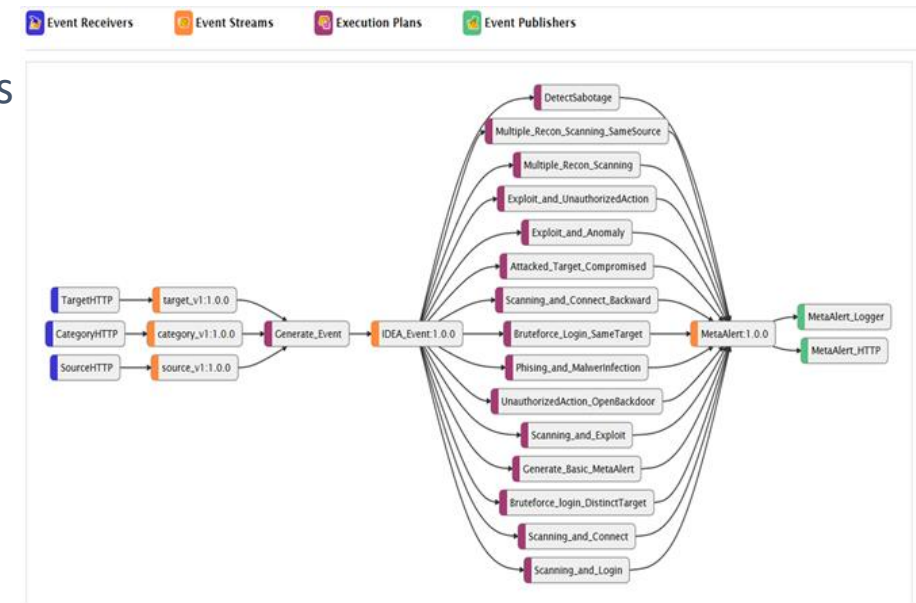 Event Receivers Event Streams Execution Plans Event Publishers
s
DetectSabotage
Multiple_Recon_Scanning_SameSource
Multiple_Recon_Scanning
Exploit_and_UnauthorizedAction
Exploit_and_Anomaly
Attacked_Target_Compromised
TargetHTTP target_v1:1.0.0 Scanning_and_Connect_Backward MetaAlert_Logger
CategoryHTTP category_v1:1.0.0 Generate_Event IDEA_Event:1.0.0 Bruteforce_Login_SameTarget MetaAlert:1.0.0
MetaAlert_HTTP
SourceHTTP source_v1:1.0.0 Phising_and_MalwerInfection
UnauthorizedAction_OpenBackdoor
Scanning_and_Exploit
Generate_Basic_MetaAlert
Bruteforce_login_DistinctTarget
Scanning_and_Connect
Scanning_and_Login